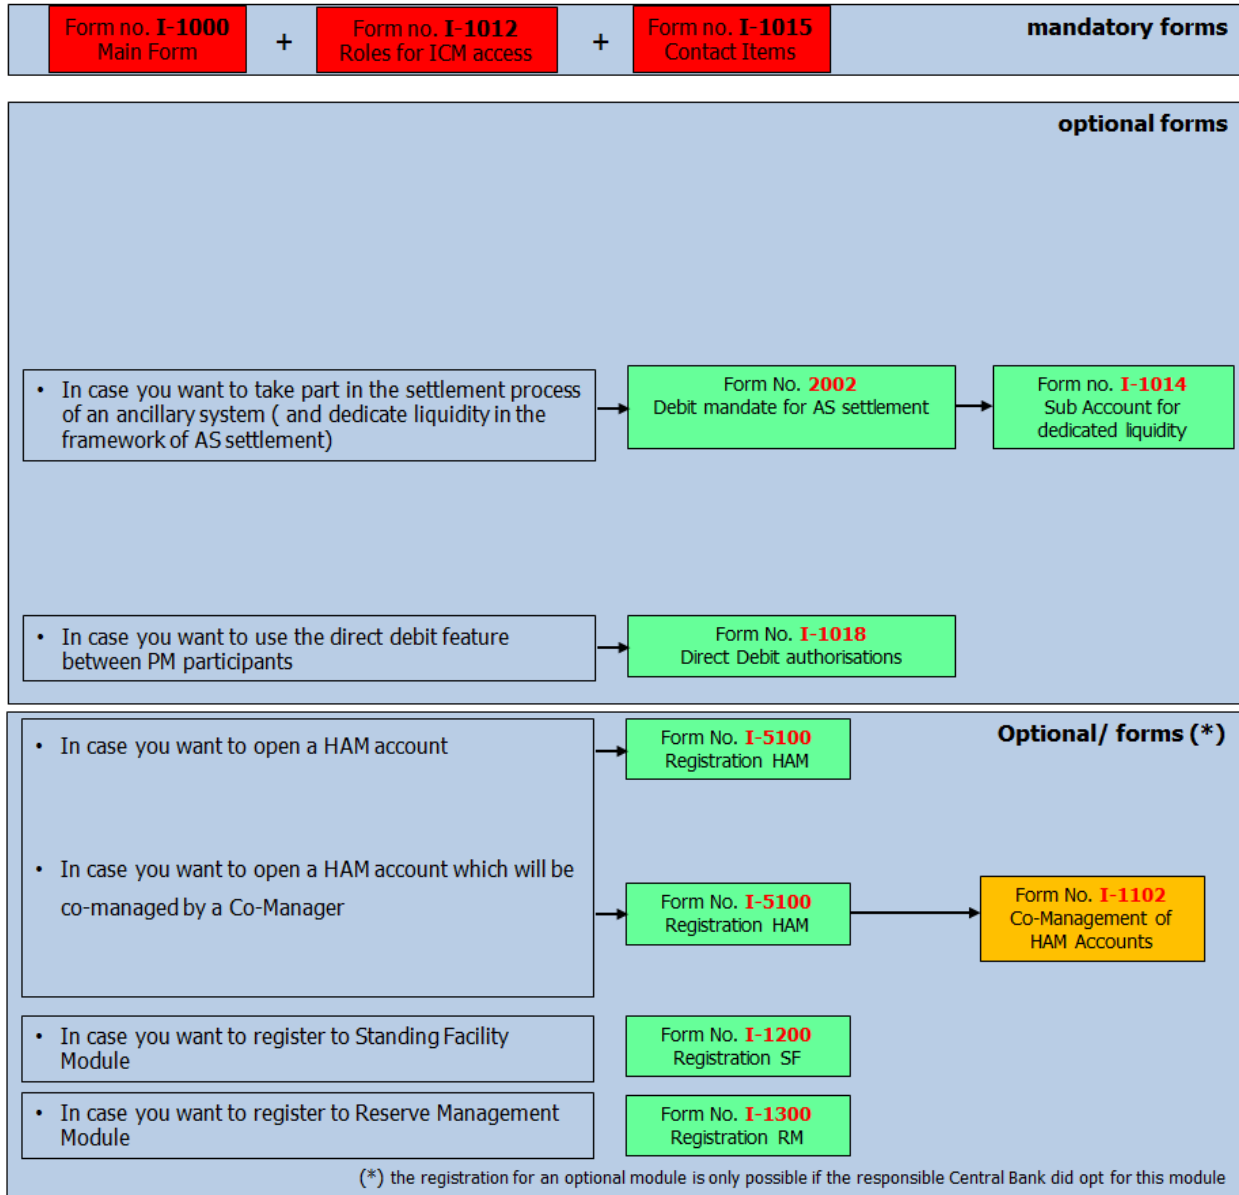 Form no. I-1000
Main Form
+
Form no. I-1012
Roles for ICM access
+
Form no. I-1015
Contact Items
mandatory forms
optional forms
• In case you want to take part in the settlement process
of an ancillary system ( and dedicate liquidity in the
framework of AS settlement)
Form No. 2002
Debit mandate for AS settlement
Form no. I-1014
Sub Account for
dedicated liquidity
• In case you want to use the direct debit feature
between PM participants
Form No. I-1018
Direct Debit authorisations
Optional/ forms (*)
• In case you want to open a HAM account
Form No. I-5100
Registration HAM
• In case you want to open a HAM account which will be
co-managed by a Co-Manager
Form No. I-5100
Registration HAM
Form No. I-1102
Co-Management of
HAM Accounts
• In case you want to register to Standing Facility
Module
Form No. I-1200
Registration SF
• In case you want to register to Reserve Management
Module
Form No. I-1300
Registration RM
(*) the registration for an optional module is only possible if the responsible Central Bank did opt for this module